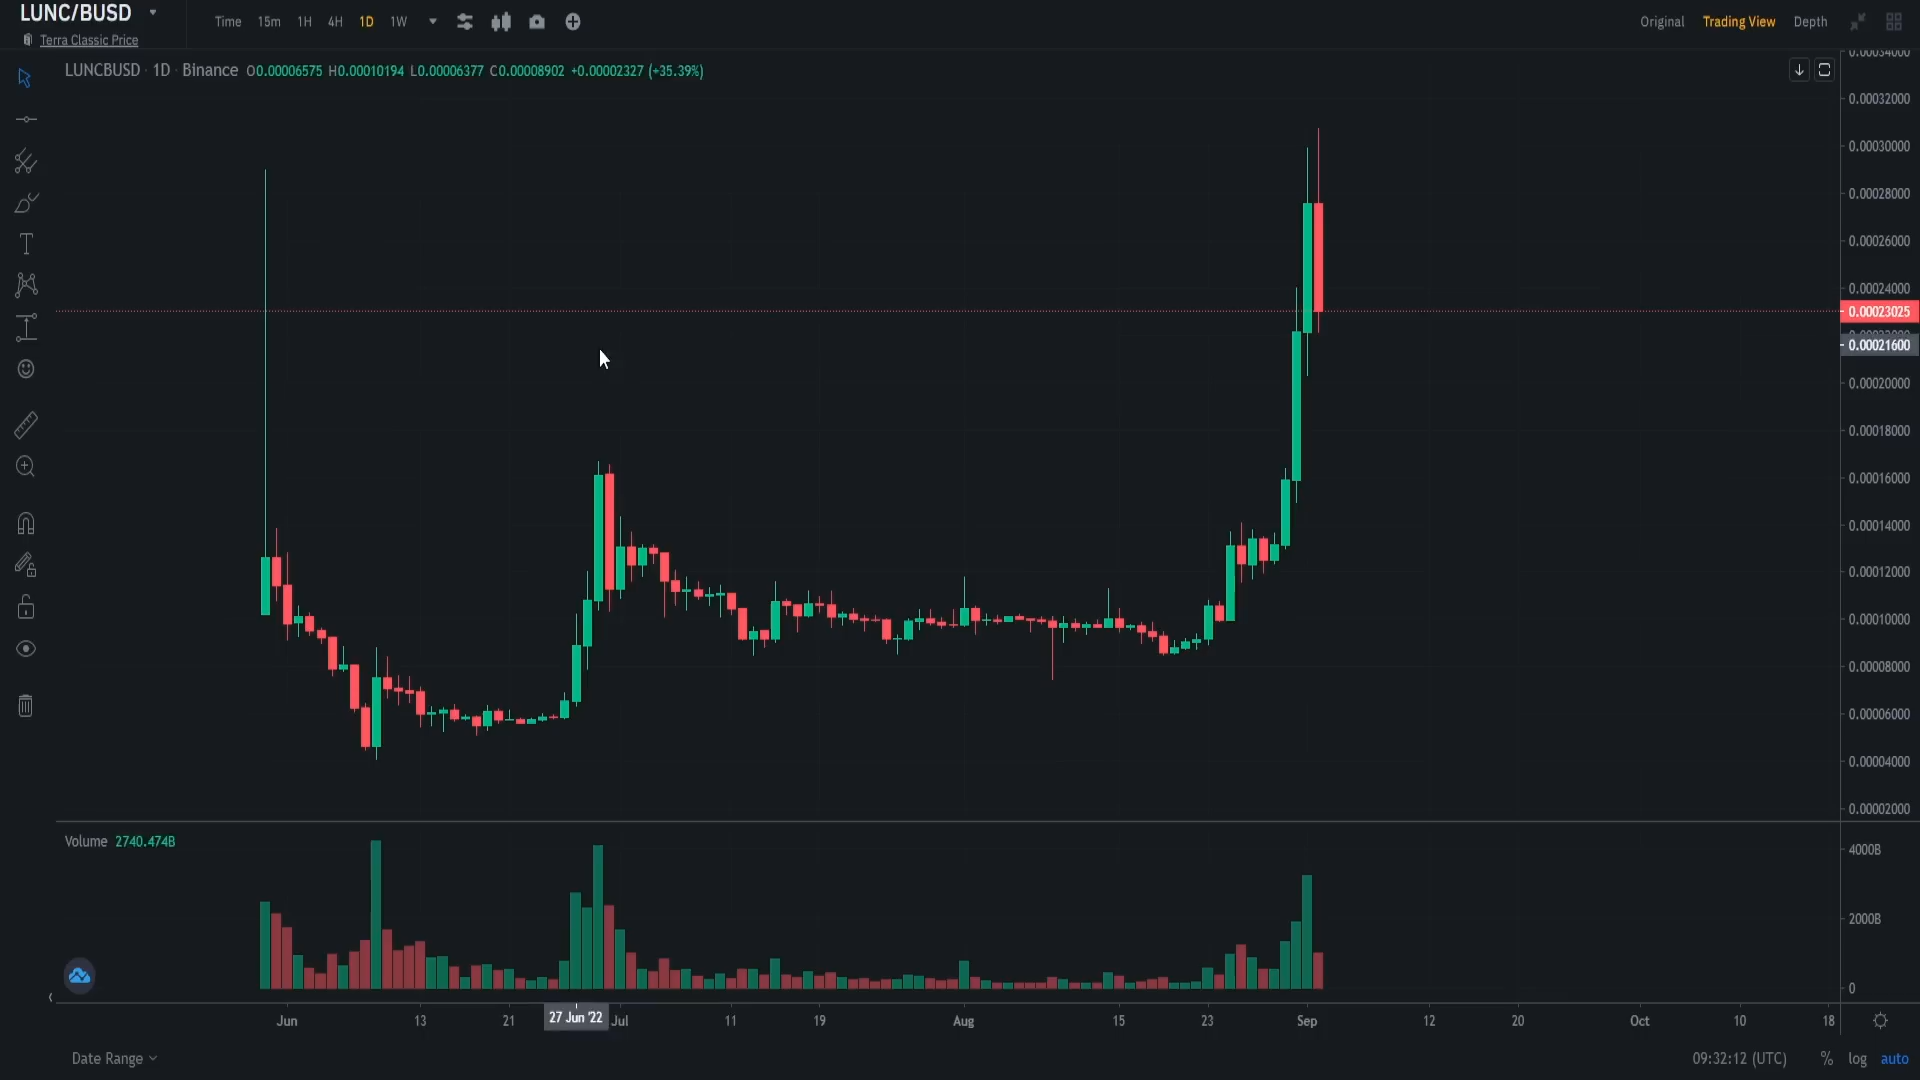 LUNC/BUSD
Terra Classic Price
Time 15m 1H 4H 1D 1W
Original Trading View Depth
LUNCBUSD · 1D · Binance O0.00006575 H0.00010194 L0.00006377 C0.00008902 +0.00002327 (+35.39%)
0.00034000
0.00032000
0.00030000
0.00028000
0.00026000
0.00024000
0.00023025
0.00021600
0.00020000
0.00018000
0.00016000
0.00014000
0.00012000
0.00010000
0.00008000
0.00006000
0.00004000
0.00002000
Volume 2740.474B
4000B
2000B
0
Jun 13 21 27 Jun '22 Jul 11 19 Aug 15 23 Sep 12 20 Oct 10 18
Date Range
09:32:12 (UTC) % log auto